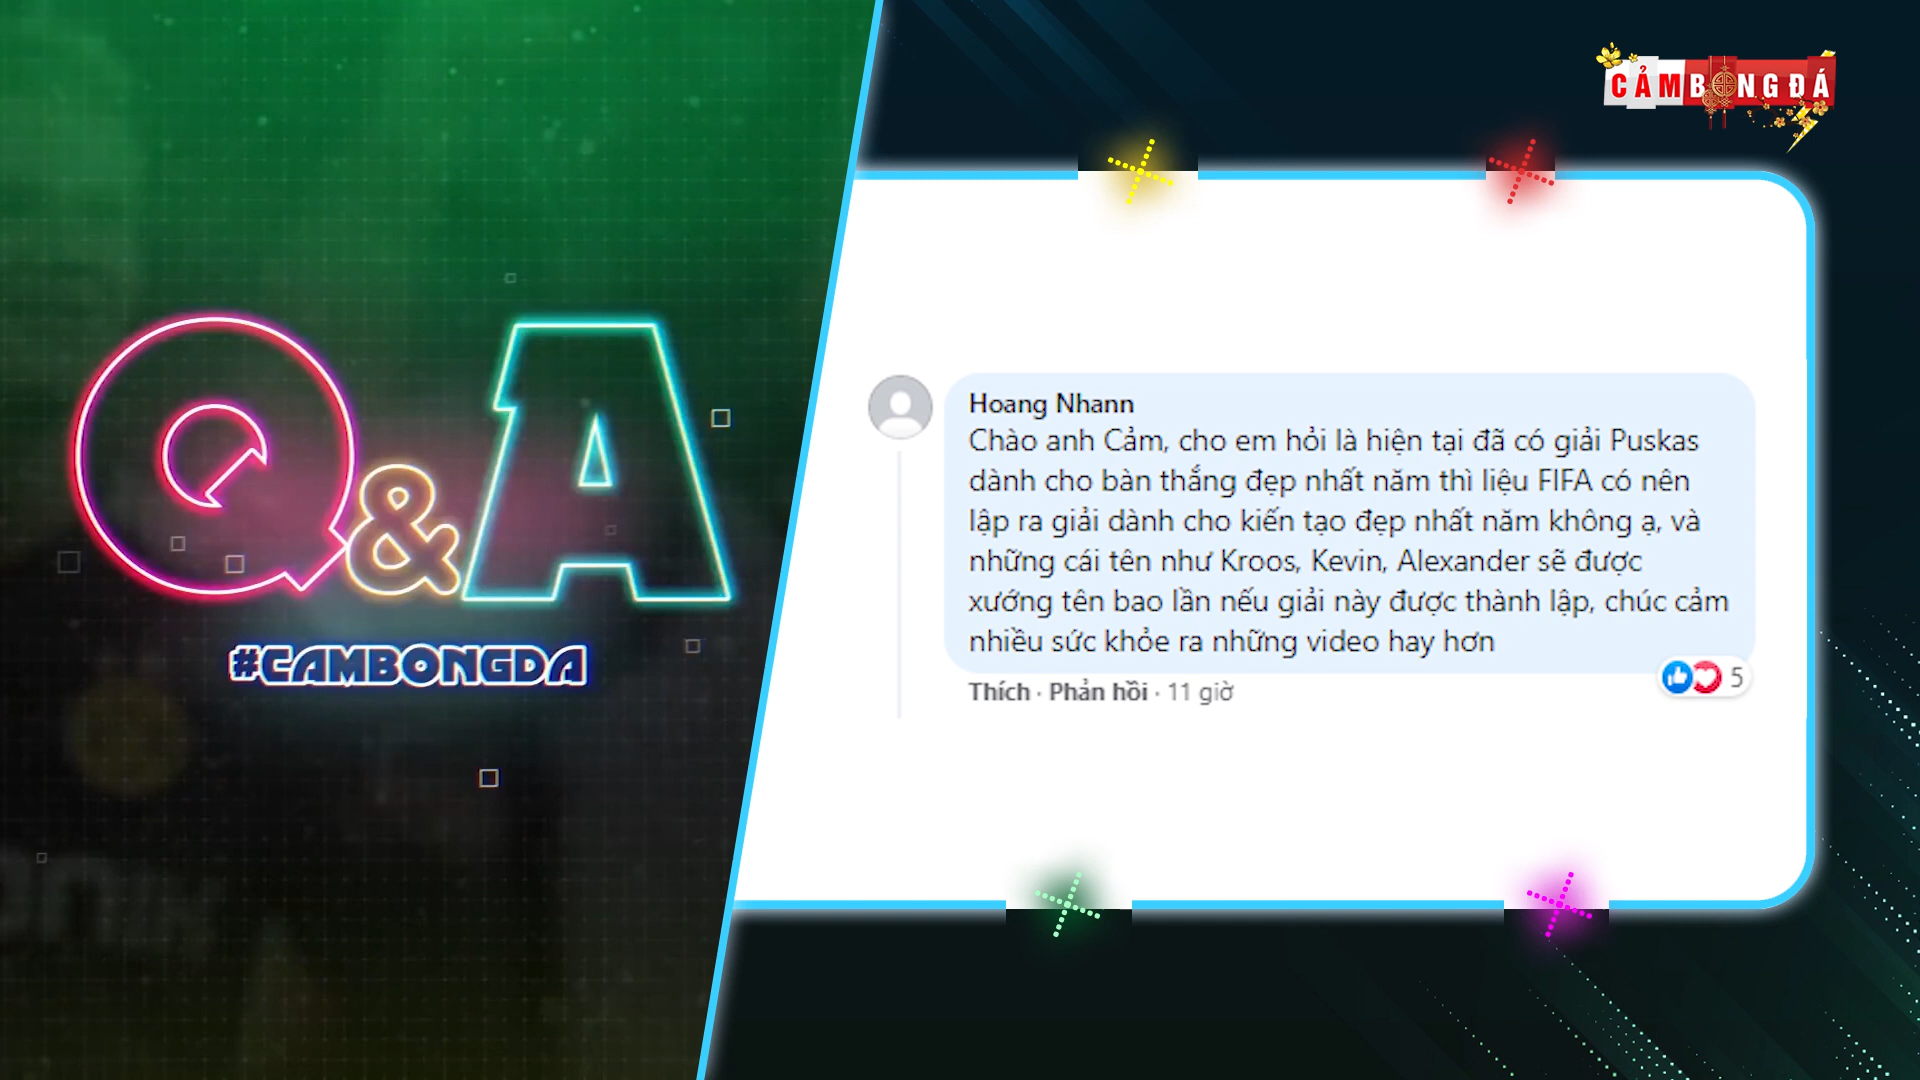 Q&A
#CAMBONGDA
CẢMBONGĐÁ
Hoang Nhann
Chào anh Cảm, cho em hỏi là hiện tại đã có giải Puskas
dành cho bàn thắng đẹp nhất năm thì liệu FIFA có nên
lập ra giải dành cho kiến tạo đẹp nhất năm không ạ, và
những cái tên như Kroos, Kevin, Alexander sẽ được
xướng tên bao lần nếu giải này được thành lập, chúc cảm
nhiều sức khỏe ra những video hay hơn
Thích · Phản hồi · 11 giờ
5